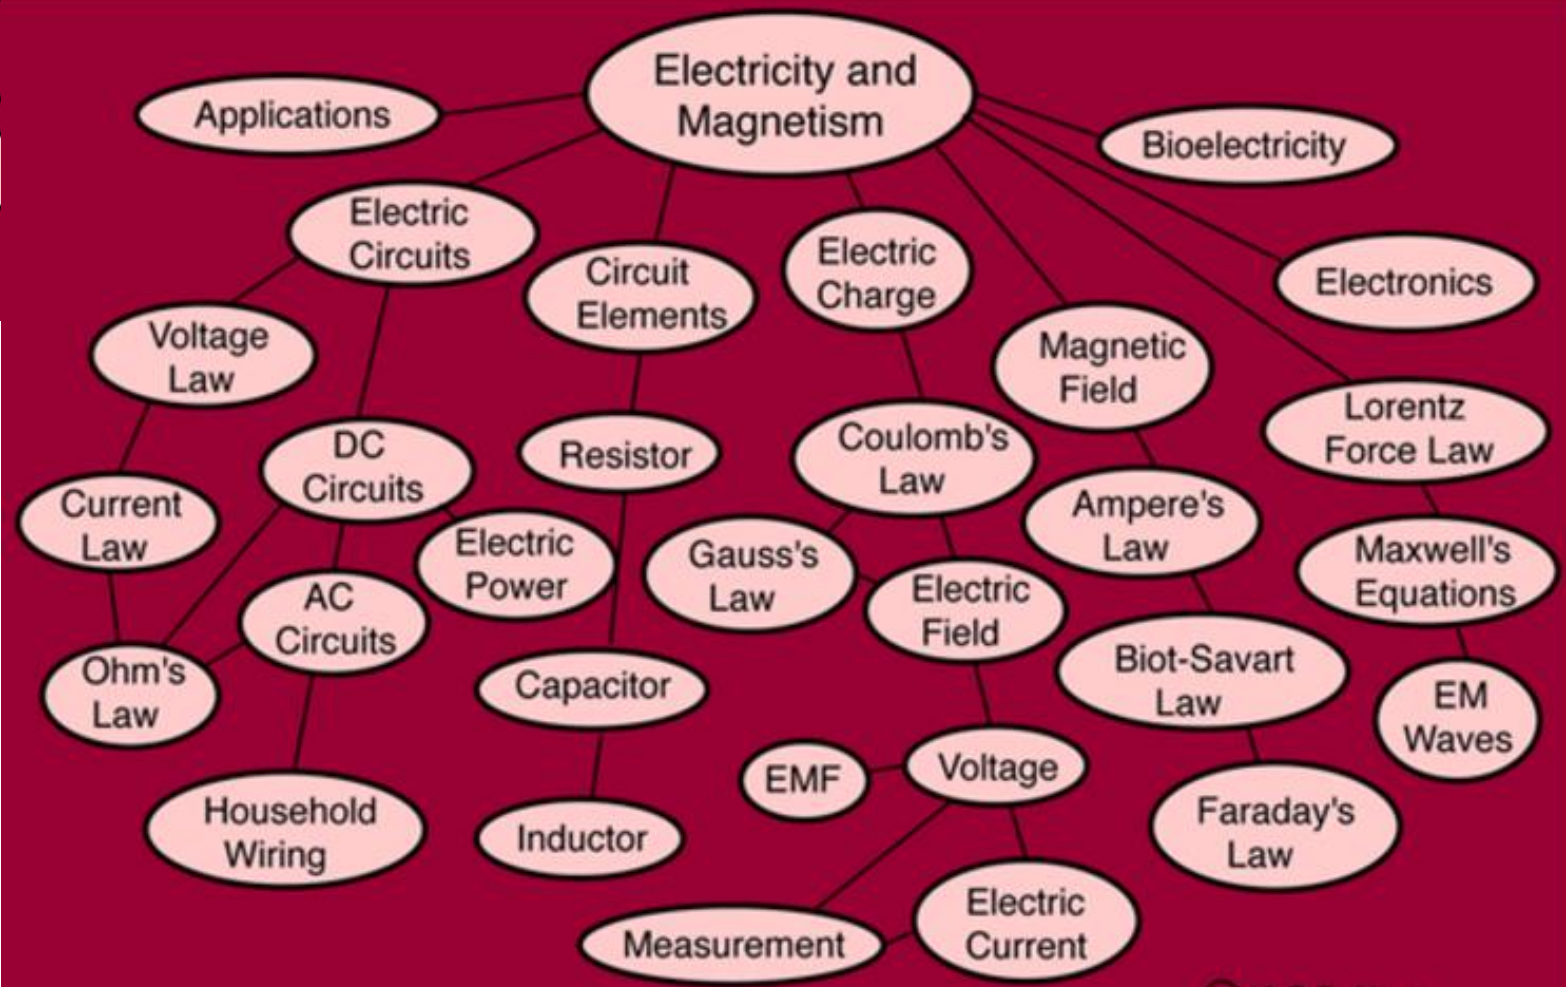 Electricity and
Magnetism
Applications
Bioelectricity
Electric
Circuits
Circuit
Elements
Electric
Charge
Electronics
Voltage
Law
Magnetic
Field
DC
Circuits
Resistor
Coulomb's
Law
Lorentz
Force Law
Current
Law
Electric
Power
Gauss's
Law
Ampere's
Law
Maxwell's
Equations
AC
Circuits
Electric
Field
Ohm's
Law
Capacitor
Biot-Savart
Law
EM
Waves
EMF
Voltage
Household
Wiring
Inductor
Faraday's
Law
Measurement
Electric
Current